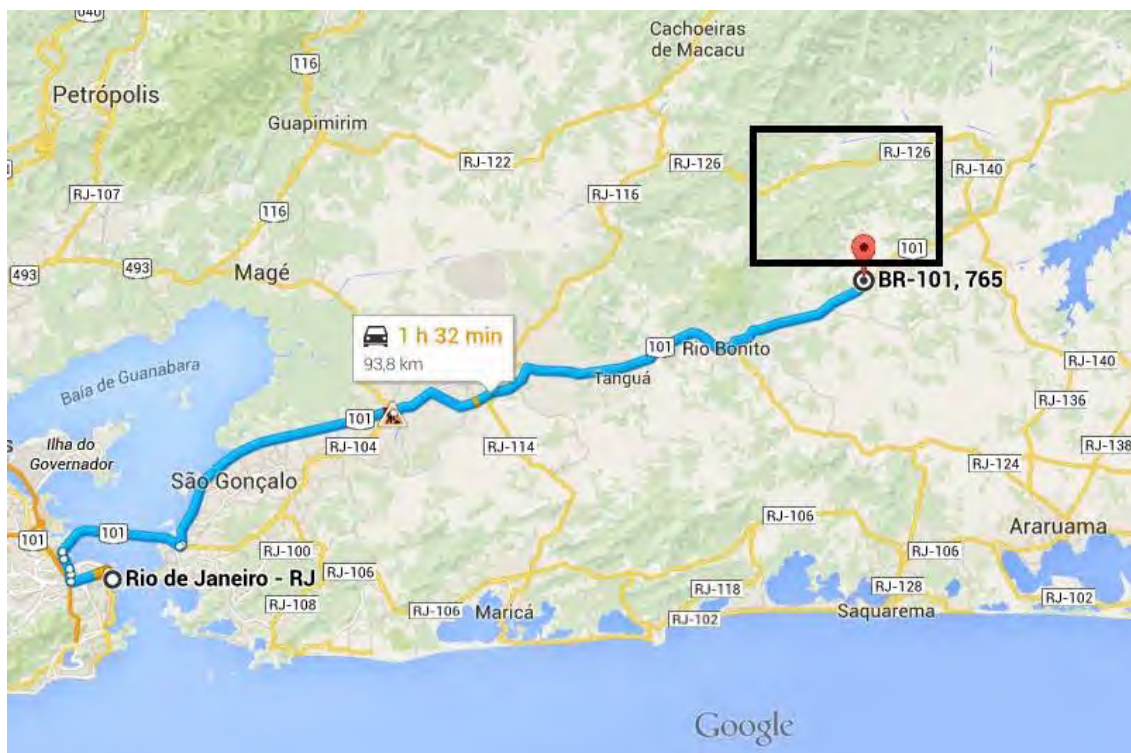 040
Cachoeiras
de Macacu
116
Petrópolis
Guapimirim
RJ-122
RJ-126
RJ-126
RJ-140
RJ-107
RJ-116
116
493
493
Magé
101
BR-101, 765
1 h 32 min
93,8 km
Baía de Guanabara
101
Rio Bonito
Tanguá
RJ-140
RJ-136
101
RJ-104
RJ-114
RJ-138
Ilha do
Governador
São Gonçalo
RJ-124
RJ-106
Araruama
101
101
RJ-100
RJ-106
RJ-106
Rio de Janeiro - RJ
RJ-108
RJ-106
Maricá
RJ-118
RJ-128
RJ-102
Saquarema
RJ-102
Google